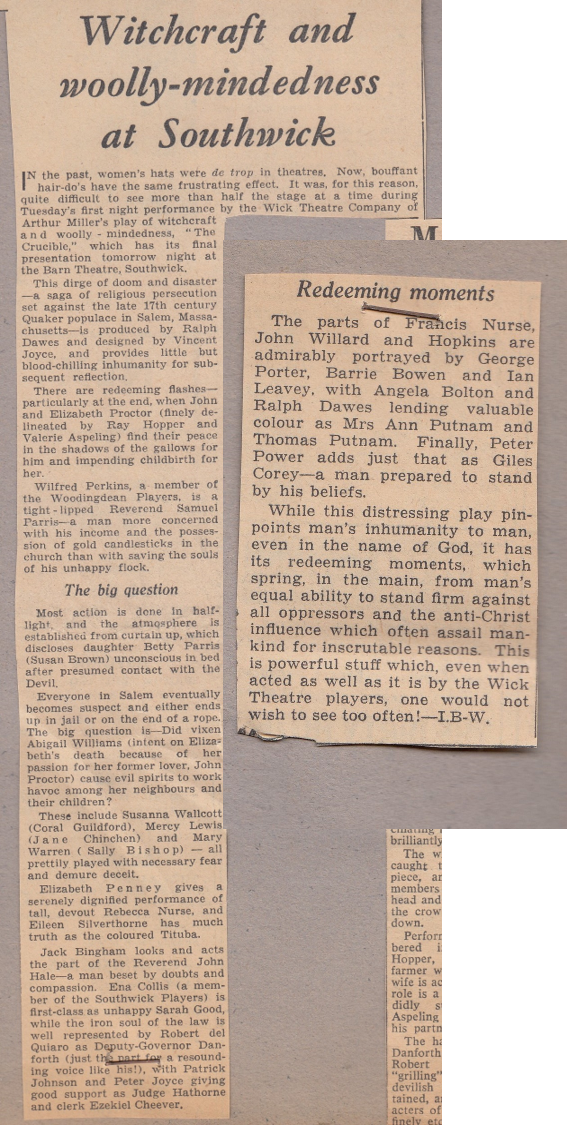 Witchcraft and
woolly-mindedness
at Southwick
IN the past, women's hats were de trop in theatres. Now, bouffant
hair-do's have the same frustrating effect. It was, for this reason,
quite difficult to see more than half the stage at a time during
Tuesday's first night performance by the Wick Theatre Company of
Arthur Miller's play of witchcraft
and woolly-mindedness, "The
Crucible," which has its final
presentation tomorrow night at
the Barn Theatre, Southwick.
This dirge of doom and disaster
—a saga of religious persecution
set against the late 17th century
Quaker populace in Salem, Massa-
chusetts—is produced by Ralph
Dawes and designed by Vincent
Joyce, and provides little but
blood-chilling inhumanity for sub-
sequent reflection.
There are redeeming flashes—
particularly at the end, when John
and Elizabeth Proctor (finely de-
lineated by Ray Hopper and
Valerie Aspeling) find their peace
in the shadows of the gallows for
him and impending childbirth for
her.
Wilfred Perkins, a member of
the Woodingdean Players, is a
tight-lipped Reverend Samuel
Parris—a man more concerned
with his income and the posses-
sion of gold candlesticks in the
church than with saving the souls
of his unhappy flock.
The big question
Most action is done in half-
light, and the atmosphere is
established from curtain up, which
discloses daughter Betty Parris
(Susan Brown) unconscious in bed
after presumed contact with the
Devil.
Everyone in Salem eventually
becomes suspect and either ends
up in jail or on the end of a rope.
The big question is—Did vixen
Abigail Williams (intent on Eliza-
beth's death because of her
passion for her former lover, John
Proctor) cause evil spirits to work
havoc among her neighbours and
their children?
These include Susanna Wallcott
(Coral Guildford), Mercy Lewis
(Jane Chinchen) and Mary
Warren (Sally Bishop) — all
prettily played with necessary fear
and demure deceit.
Elizabeth Penney gives a
serenely dignified performance of
tall, devout Rebecca Nurse, and
Eileen Silverthorne has much
truth as the coloured Tituba.
Jack Bingham looks and acts
the part of the Reverend John
Hale—a man beset by doubts and
compassion. Ena Collis (a mem-
ber of the Southwick Players) is
first-class as unhappy Sarah Good,
while the iron soul of the law is
well represented by Robert del
Quiaro as Deputy-Governor Dan-
forth (just the part for a resound-
ing voice like his!), with Patrick
Johnson and Peter Joyce giving
good support as Judge Hathorne
and clerk Ezekiel Cheever.
M
Redeeming moments
The parts of Francis Nurse,
John Willard and Hopkins are
admirably portrayed by George
Porter, Barrie Bowen and Ian
Leavey, with Angela Bolton and
Ralph Dawes lending valuable
colour as Mrs Ann Putnam and
Thomas Putnam. Finally, Peter
Power adds just that as Giles
Corey—a man prepared to stand
by his beliefs.
While this distressing play pin-
points man's inhumanity to man,
even in the name of God, it has
its redeeming moments, which
spring, in the main, from man's
equal ability to stand firm against
all oppressors and the anti-Christ
influence which often assail man-
kind for inscrutable reasons. This
is powerful stuff which, even when
acted as well as it is by the Wick
Theatre players, one would not
wish to see too often!—I.B-W.
brilliantly
The w
caught t
piece, a
members
head and
the crow
down.
Perform
bered i
Hopper,
farmer w
wife is ac
role is a
didly s
Aspeling
his partn
The ha
Danforth
Robert
"grilling"
devilish
tained, a
acters of
finely etc